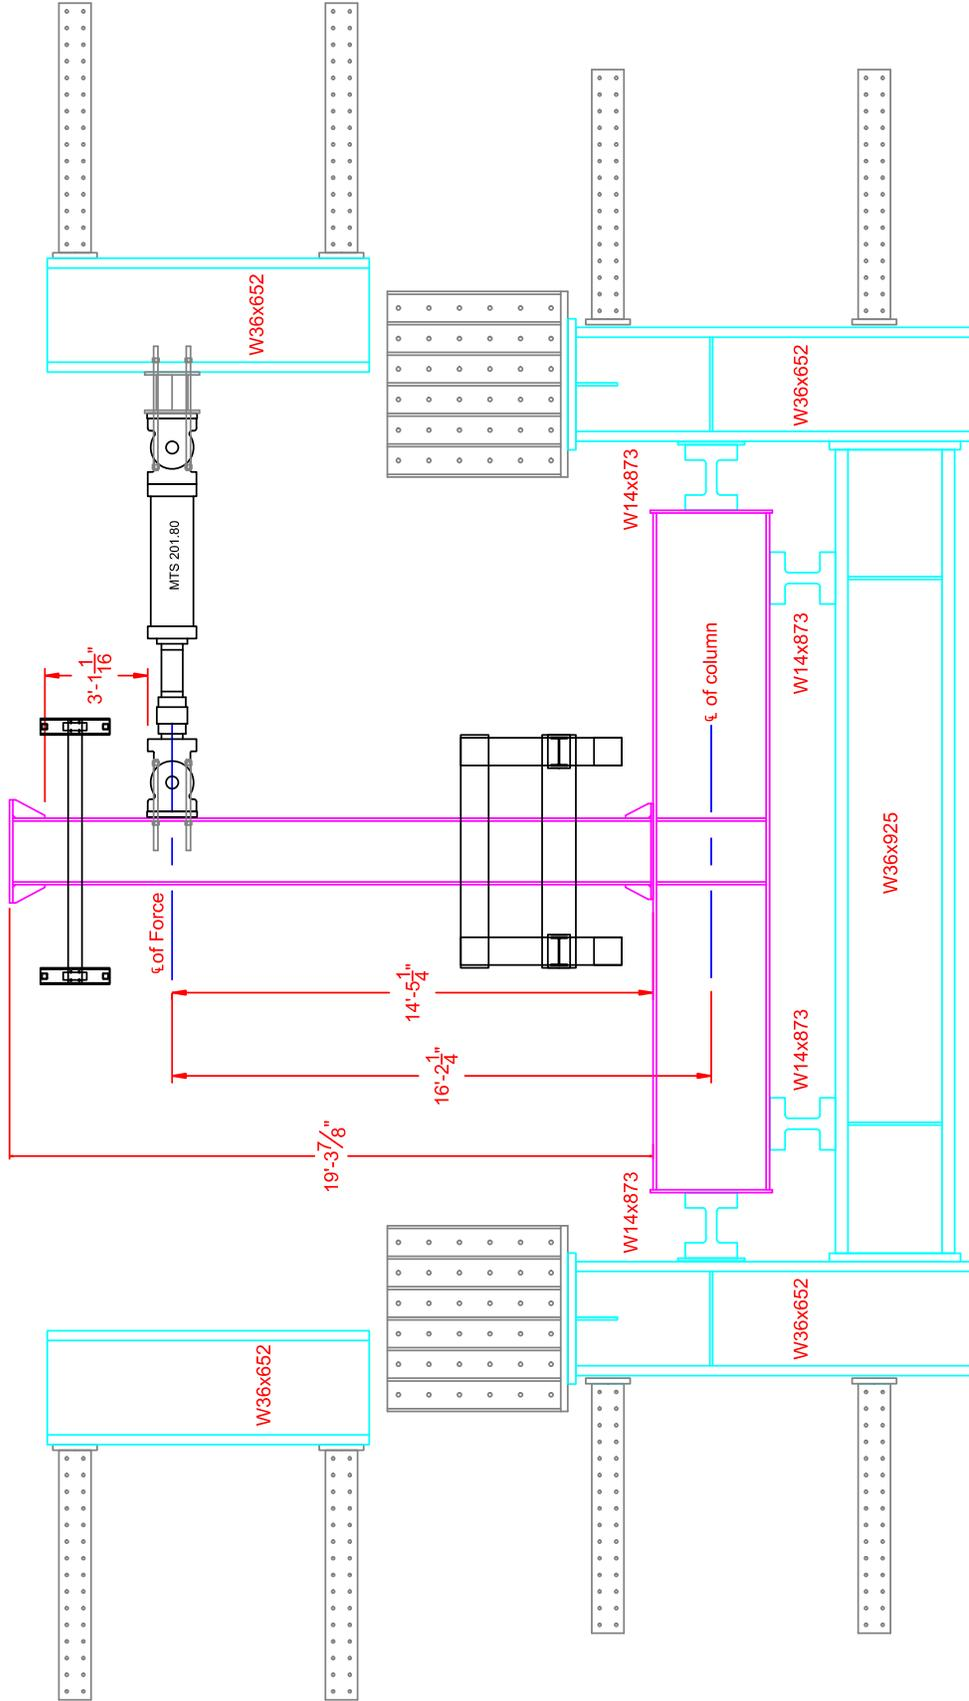 W36x652
MTS 201.80
3'-1 1/16"
℄ of Force
W14x873
W36x652
W14x873
℄ of column
W36x925
14'-5 1/4"
16'-2 1/4"
W14x873
19'-3 7/8"
W14x873
W36x652
W36x652